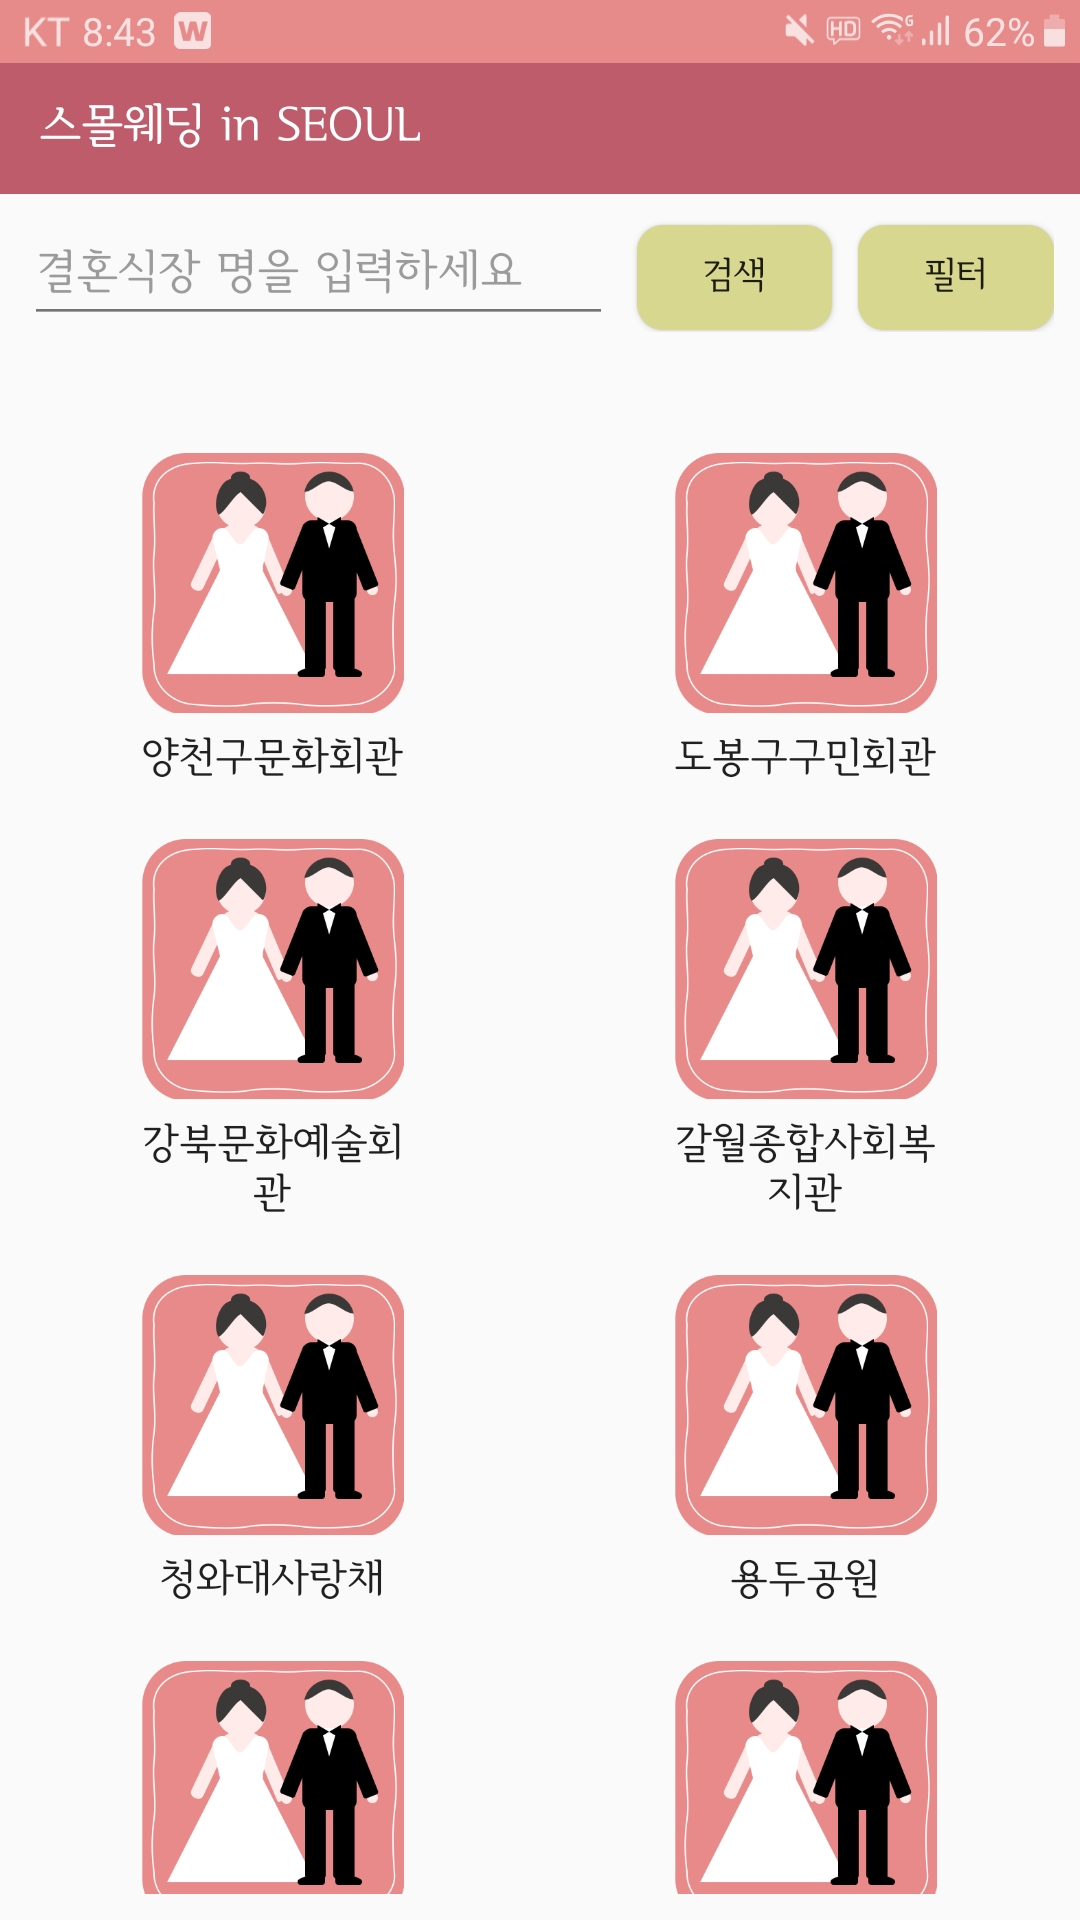 KT 8:43 W HD G 62%
스몰웨딩 in SEOUL
결혼식장 명을 입력하세요 검색 필터
양천구문화회관 도봉구구민회관
강북문화예술회
관
갈월종합사회복
지관
청와대사랑채 용두공원